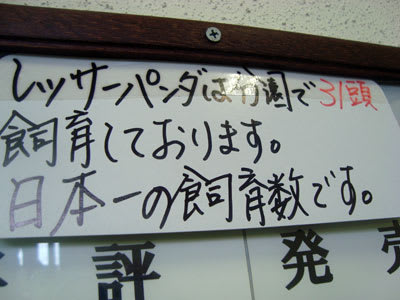 レッサーパンダは当園で31頭
飼育しております。
日本一の飼育数です。
評 発売